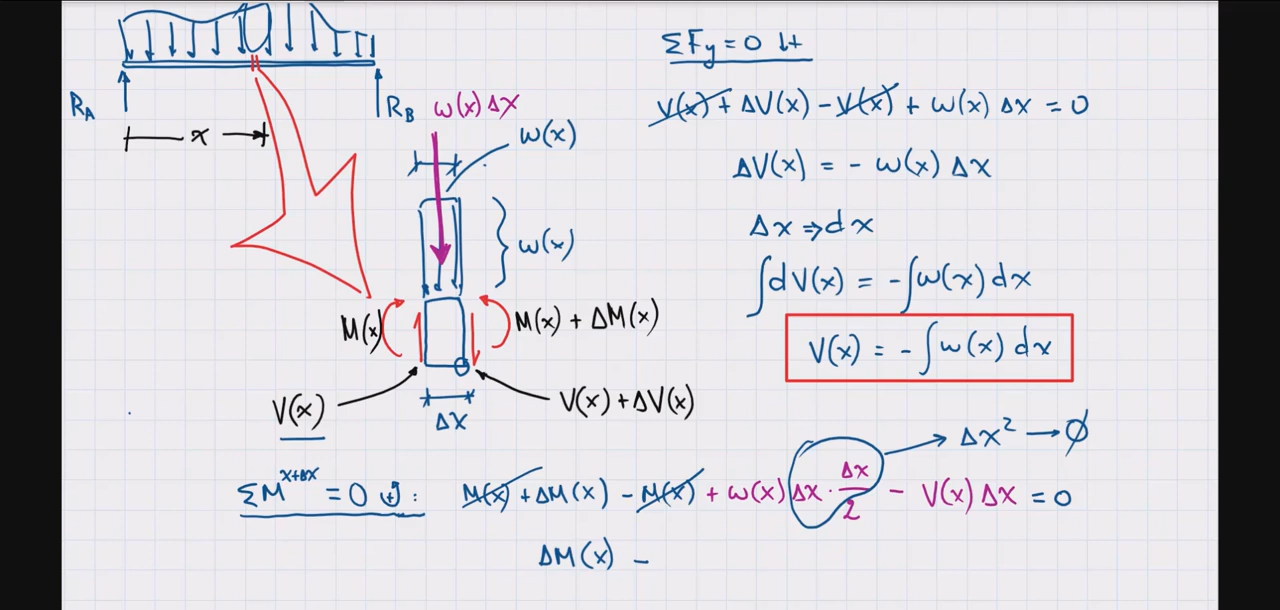 R_A
x
R_B
ω(x) Δx
ω(x)
ω(x)
M(x)
M(x) + ΔM(x)
V(x)
V(x) + ΔV(x)
Δx
ΣF_y = 0 ↓+
V(x) + ΔV(x) - V(x) + ω(x) Δx = 0
ΔV(x) = - ω(x) Δx
Δx ⇒ dx
∫dV(x) = -∫ω(x) dx
V(x) = -∫ω(x) dx
Δx² → ∅
ΣM^{x+Δx} = 0 ↺+ : M(x) + ΔM(x) - M(x) + ω(x) Δx · Δx/2 - V(x) Δx = 0
ΔM(x) -